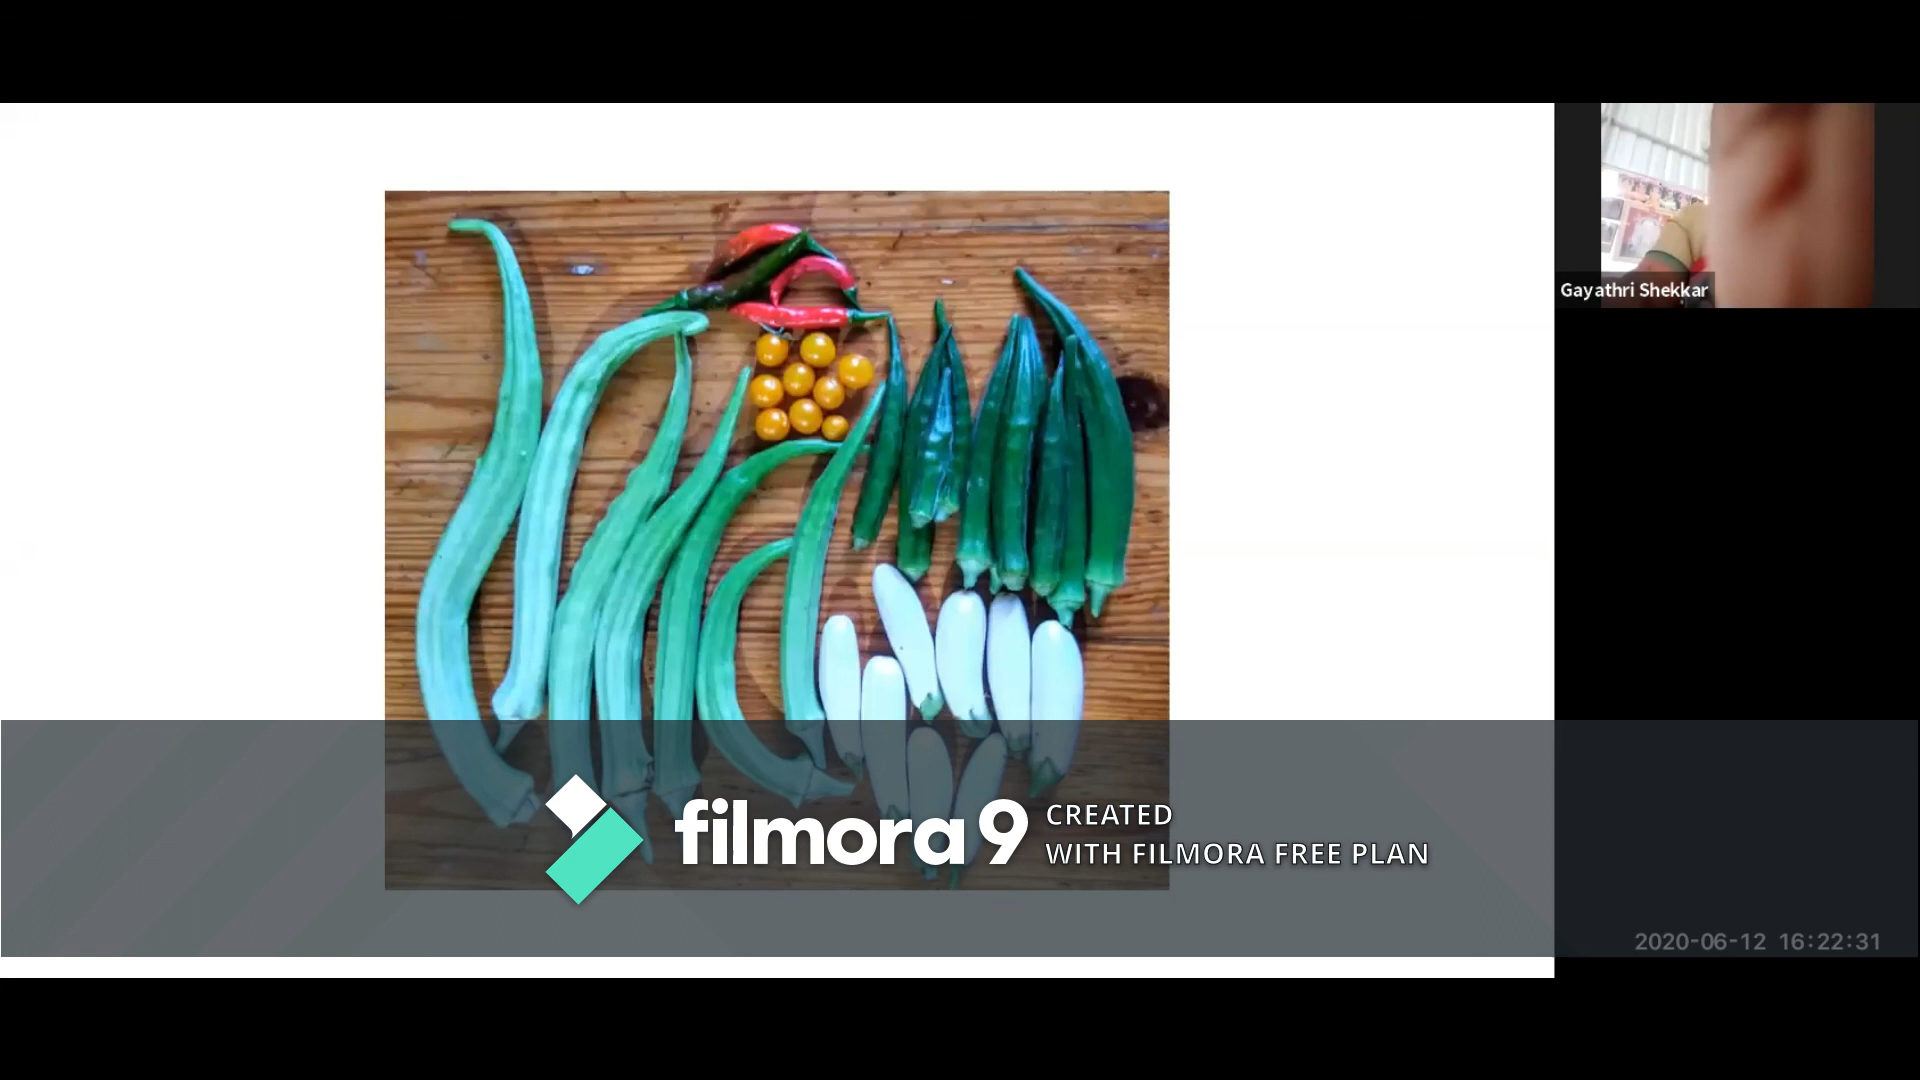 Gayathri Shekkar
filmora9
CREATED
WITH FILMORA FREE PLAN
2020-06-12 16:22:31